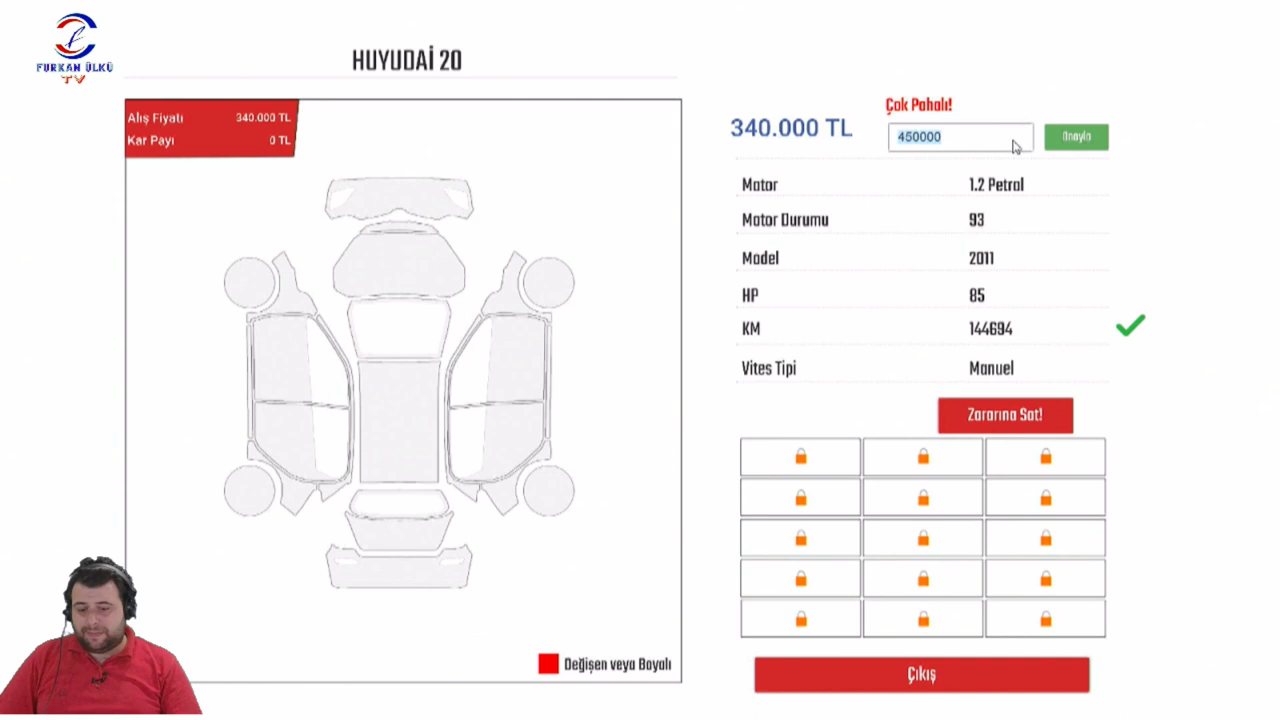 FURKAN ÜLKÜ
TV
HUYUDAİ 20
Alış Fiyatı 340.000 TL
Kar Payı 0 TL
Çok Pahalı!
340.000 TL 450000 Onayla
Motor 1.2 Petrol
Motor Durumu 93
Model 2011
HP 85
KM 144694
Vites Tipi Manuel
Zararına Sat!
Değişen veya Boyalı
Çıkış